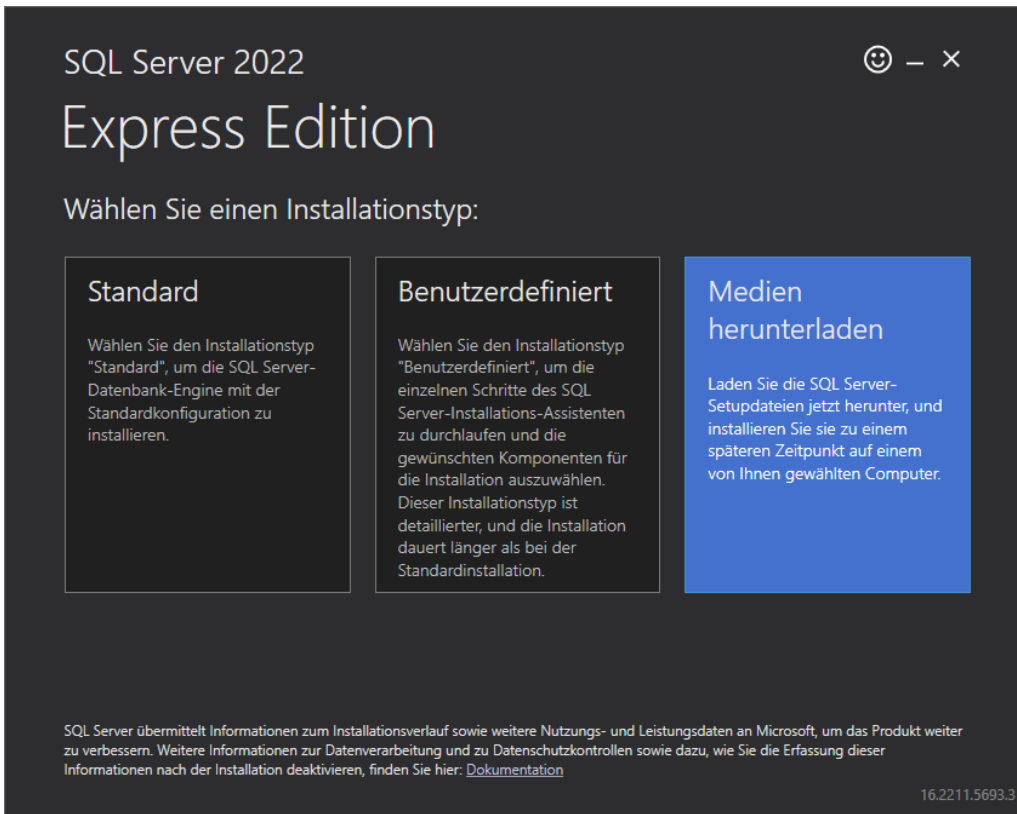 SQL Server 2022
Express Edition
Wählen Sie einen Installationstyp:
Standard
Wählen Sie den Installationstyp
"Standard", um die SQL Server-
Datenbank-Engine mit der
Standardkonfiguration zu
installieren.
Benutzerdefiniert
Wählen Sie den Installationstyp
"Benutzerdefiniert", um die
einzelnen Schritte des SQL
Server-Installations-Assistenten
zu durchlaufen und die
gewünschten Komponenten für
die Installation auszuwählen.
Dieser Installationstyp ist
detaillierter, und die Installation
dauert länger als bei der
Standardinstallation.
Medien
herunterladen
Laden Sie die SQL Server-
Setupdateien jetzt herunter, und
installieren Sie sie zu einem
späteren Zeitpunkt auf einem
von Ihnen gewählten Computer.
SQL Server übermittelt Informationen zum Installationsverlauf sowie weitere Nutzungs- und Leistungsdaten an Microsoft, um das Produkt weiter
zu verbessern. Weitere Informationen zur Datenverarbeitung und zu Datenschutzkontrollen sowie dazu, wie Sie die Erfassung dieser
Informationen nach der Installation deaktivieren, finden Sie hier: Dokumentation
16.2211.5693.3